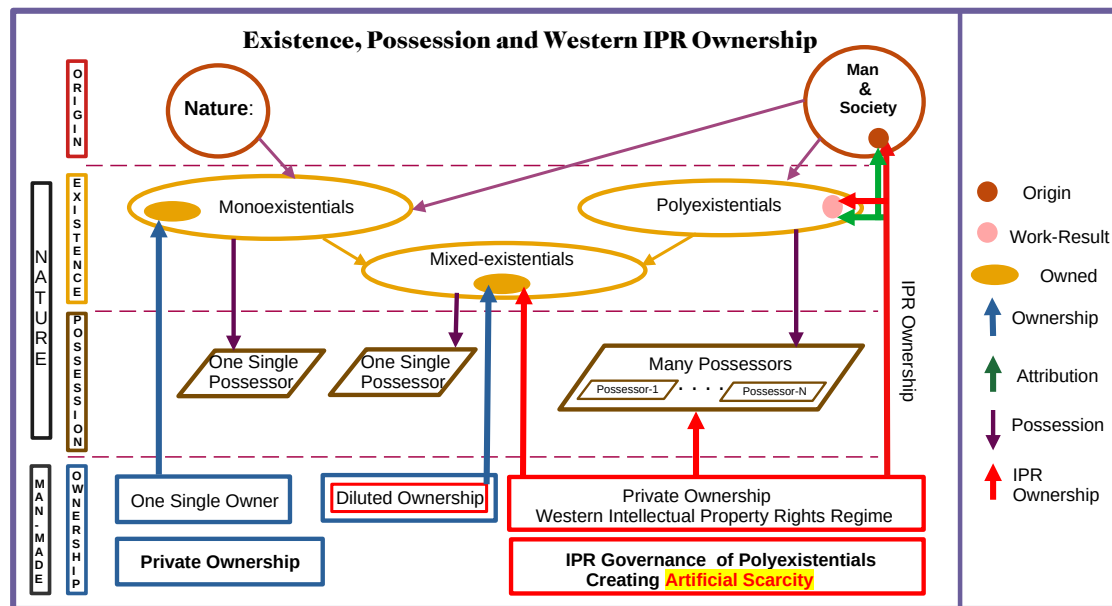 Existence, Possession and Western IPR Ownership
ORIGIN
Nature:
Man
&
Society
NATURE
EXISTENCE
Monoexistentials
Polyexistentials
Mixed-existentials
POSSESSION
One Single
Possessor
One Single
Possessor
Many Possessors
Possessor-1
. . . .
Possessor-N
IPR Ownership
MAN-MADE
OWNERSHIP
One Single Owner
Diluted Ownership
Private Ownership
Western Intellectual Property Rights Regime
Private Ownership
IPR Governance of Polyexistentials
Creating Artificial Scarcity
Origin
Work-Result
Owned
Ownership
Attribution
Possession
IPR
Ownership